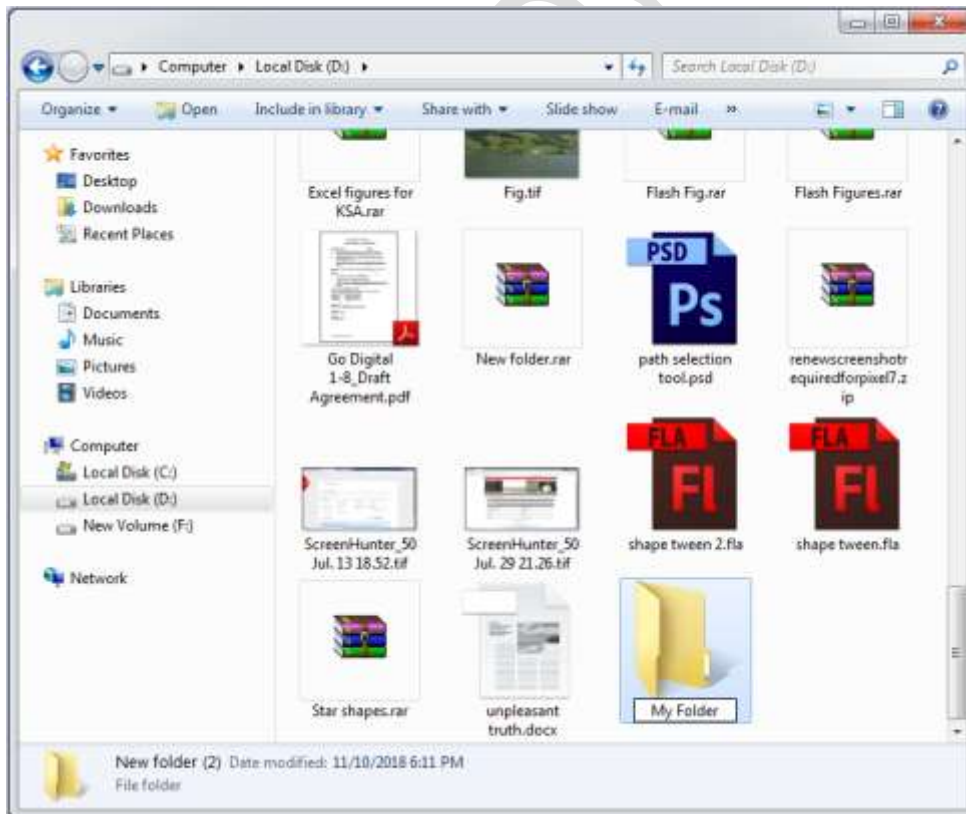 Computer ▸ Local Disk (D:) ▸
Search Local Disk (D:)
Organize Open Include in library Share with Slide show E-mail »
Favorites
Desktop
Downloads
Recent Places
Libraries
Documents
Music
Pictures
Videos
Computer
Local Disk (C:)
Local Disk (D:)
New Volume (F:)
Network
Excel figures for
KSA.rar
Fig.tif
Flash Fig.rar
Flash Figures.rar
Go Digital
1-8_Draft
Agreement.pdf
New folder.rar
PSD
Ps
path selection
tool.psd
renewscreenshotr
equiredforpixel7.z
ip
ScreenHunter_50
Jul. 13 18.52.tif
ScreenHunter_50
Jul. 29 21.26.tif
FLA
Fl
shape tween 2.fla
FLA
Fl
shape tween.fla
Star shapes.rar
unpleasant
truth.docx
My Folder
New folder (2) Date modified: 11/10/2018 6:11 PM
File folder